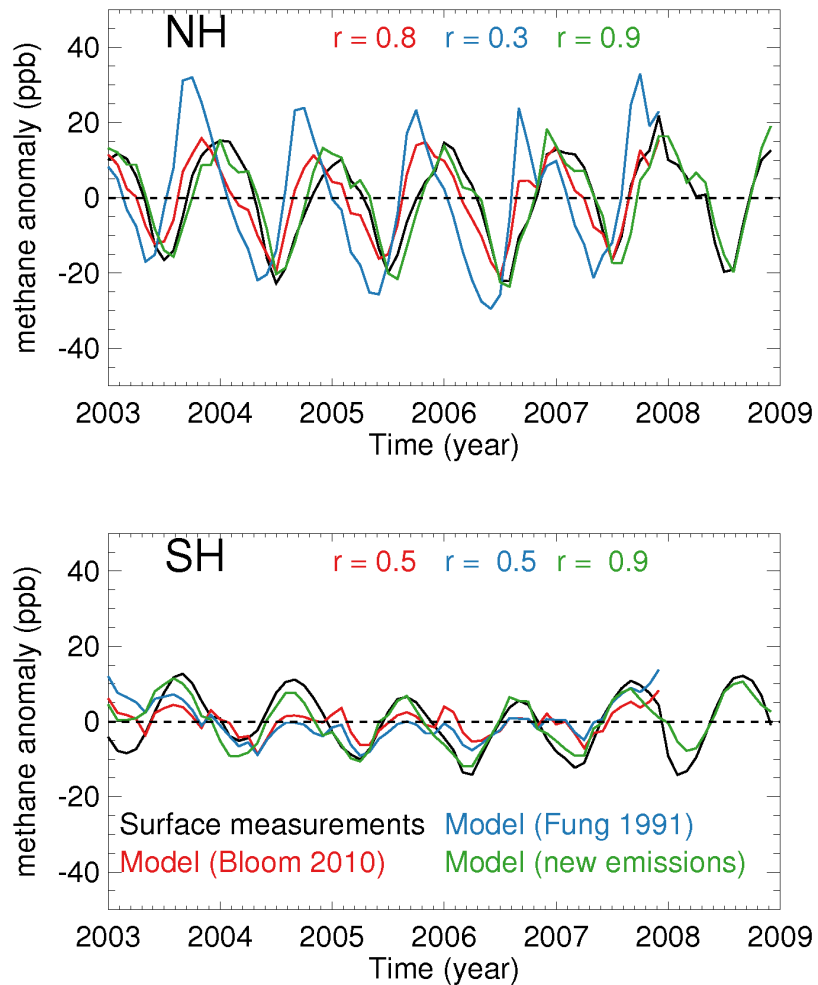 NH r = 0.8 r = 0.3 r = 0.9
40
20
0
-20
-40
methane anomaly (ppb)
2003 2004 2005 2006 2007 2008 2009
Time (year)
SH r = 0.5 r = 0.5 r = 0.9
40
20
0
-20
-40
methane anomaly (ppb)
Surface measurements Model (Fung 1991)
Model (Bloom 2010) Model (new emissions)
2003 2004 2005 2006 2007 2008 2009
Time (year)